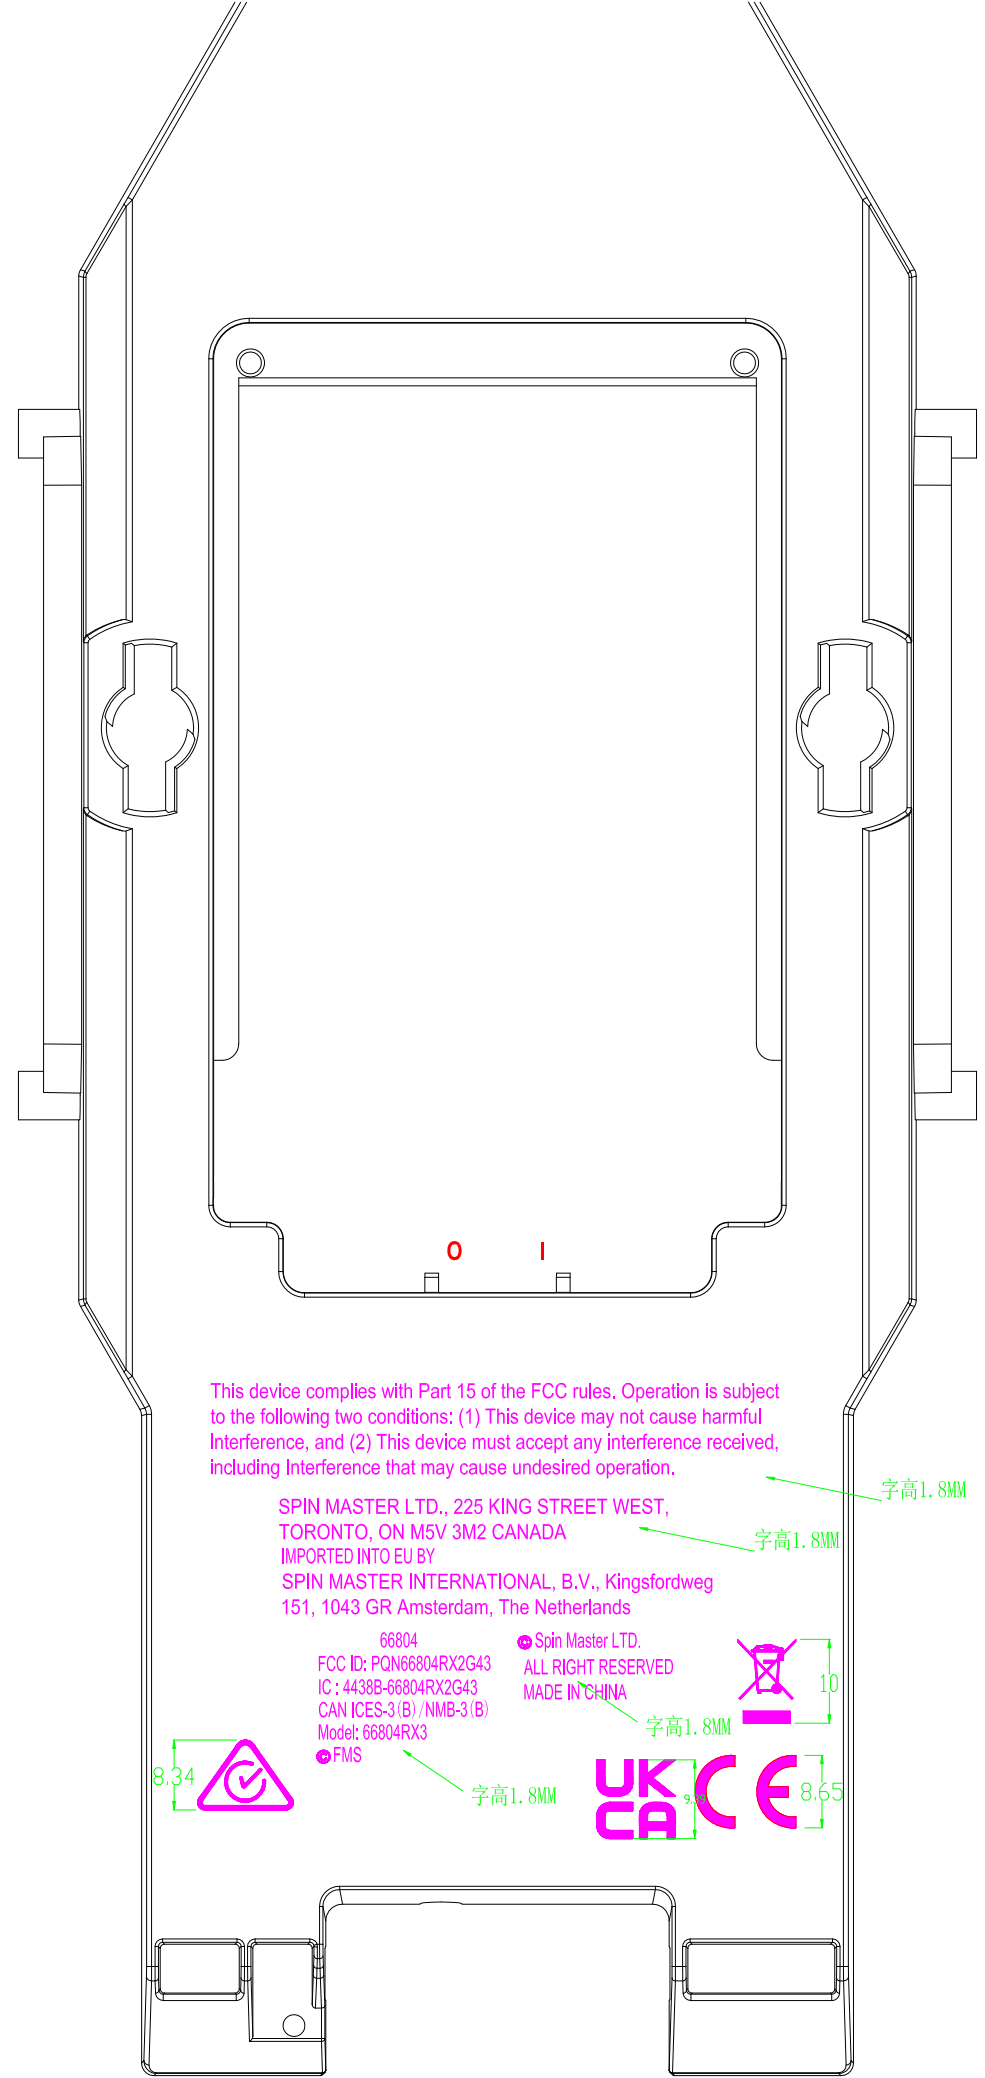 O I
This device complies with Part 15 of the FCC rules. Operation is subject
to the following two conditions: (1) This device may not cause harmful
Interference, and (2) This device must accept any interference received,
including Interference that may cause undesired operation.
字高1.8MM
SPIN MASTER LTD., 225 KING STREET WEST,
TORONTO, ON M5V 3M2 CANADA
字高1.8MM
IMPORTED INTO EU BY
SPIN MASTER INTERNATIONAL, B.V., Kingsfordweg
151, 1043 GR Amsterdam, The Netherlands
66804
FCC ID: PQN66804RX2G43
IC : 4438B-66804RX2G43
CAN ICES-3(B)/NMB-3(B)
Model: 66804RX3
©FMS
© Spin Master LTD.
ALL RIGHT RESERVED
MADE IN CHINA
字高1.8MM
字高1.8MM
10
8.34
UK
CA
CE
8.65